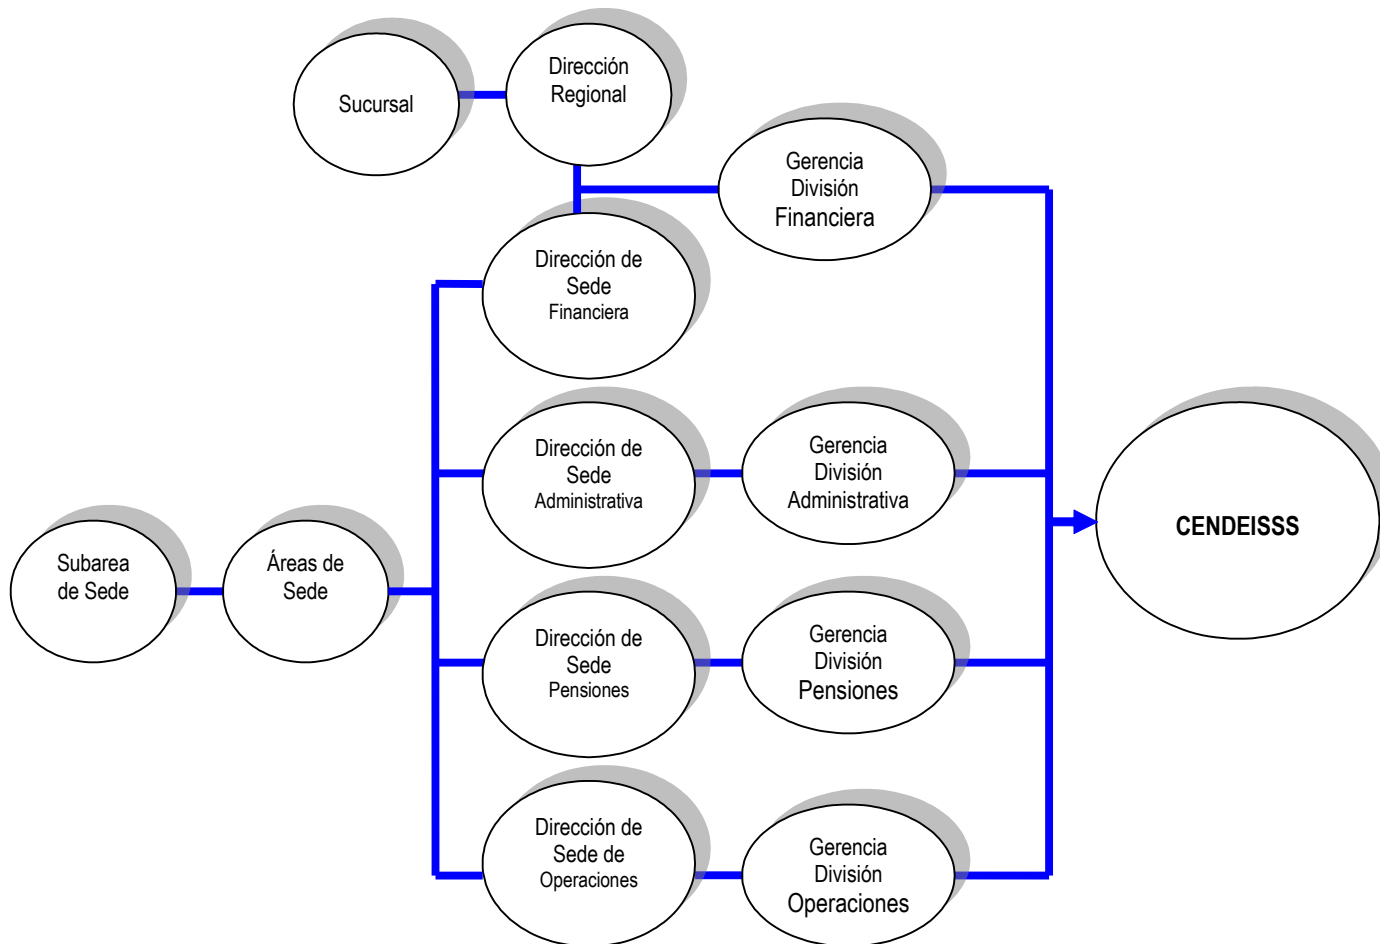 Sucursal
Dirección
Regional
Gerencia
División
Financiera
Dirección de
Sede
Financiera
Dirección de
Sede
Administrativa
Gerencia
División
Administrativa
CENDEISSS
Subarea
de Sede
Áreas de
Sede
Dirección de
Sede
Pensiones
Gerencia
División
Pensiones
Dirección de
Sede de
Operaciones
Gerencia
División
Operaciones